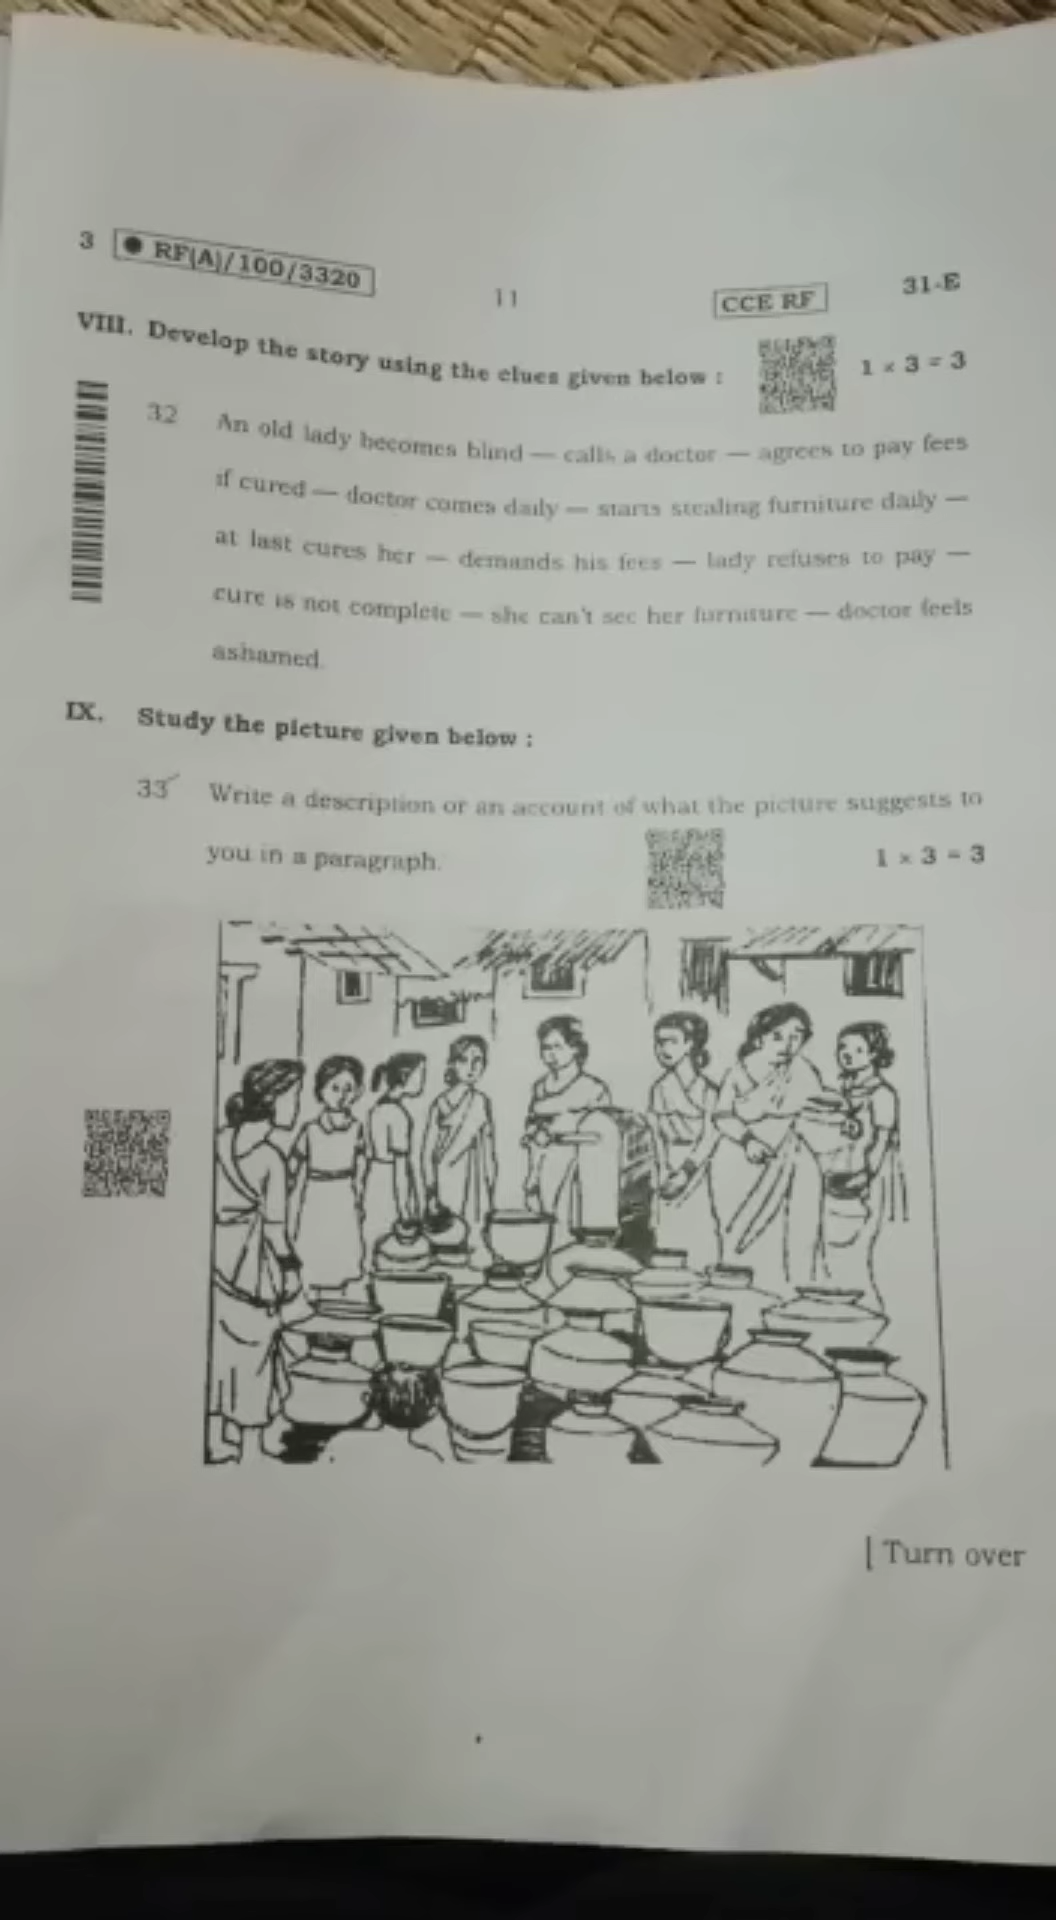 3 ● RF(A)/100/3320
11
CCE RF
31-E
VIII. Develop the story using the clues given below :
1 × 3 = 3
32 An old lady becomes blind — calls a doctor — agrees to pay fees
if cured — doctor comes daily — starts stealing furniture daily —
at last cures her — demands his fees — lady refuses to pay —
cure is not complete — she can't see her furniture — doctor feels
ashamed.
IX. Study the picture given below :
33 Write a description or an account of what the picture suggests to
you in a paragraph.
1 × 3 = 3
[ Turn over